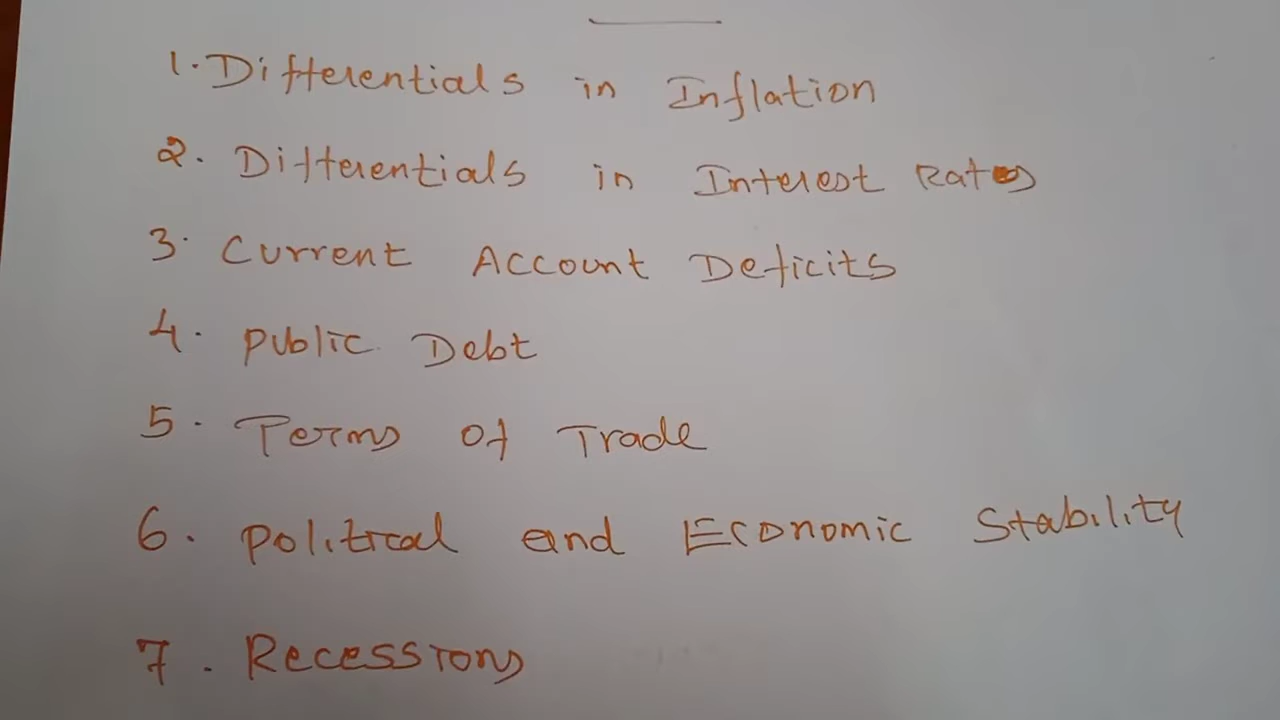 1. Differentials in Inflation
2. Differentials in Interest Rates
3. Current Account Deficits
4. Public Debt
5. Terms of Trade
6. Political and Economic Stability
7. Recessions